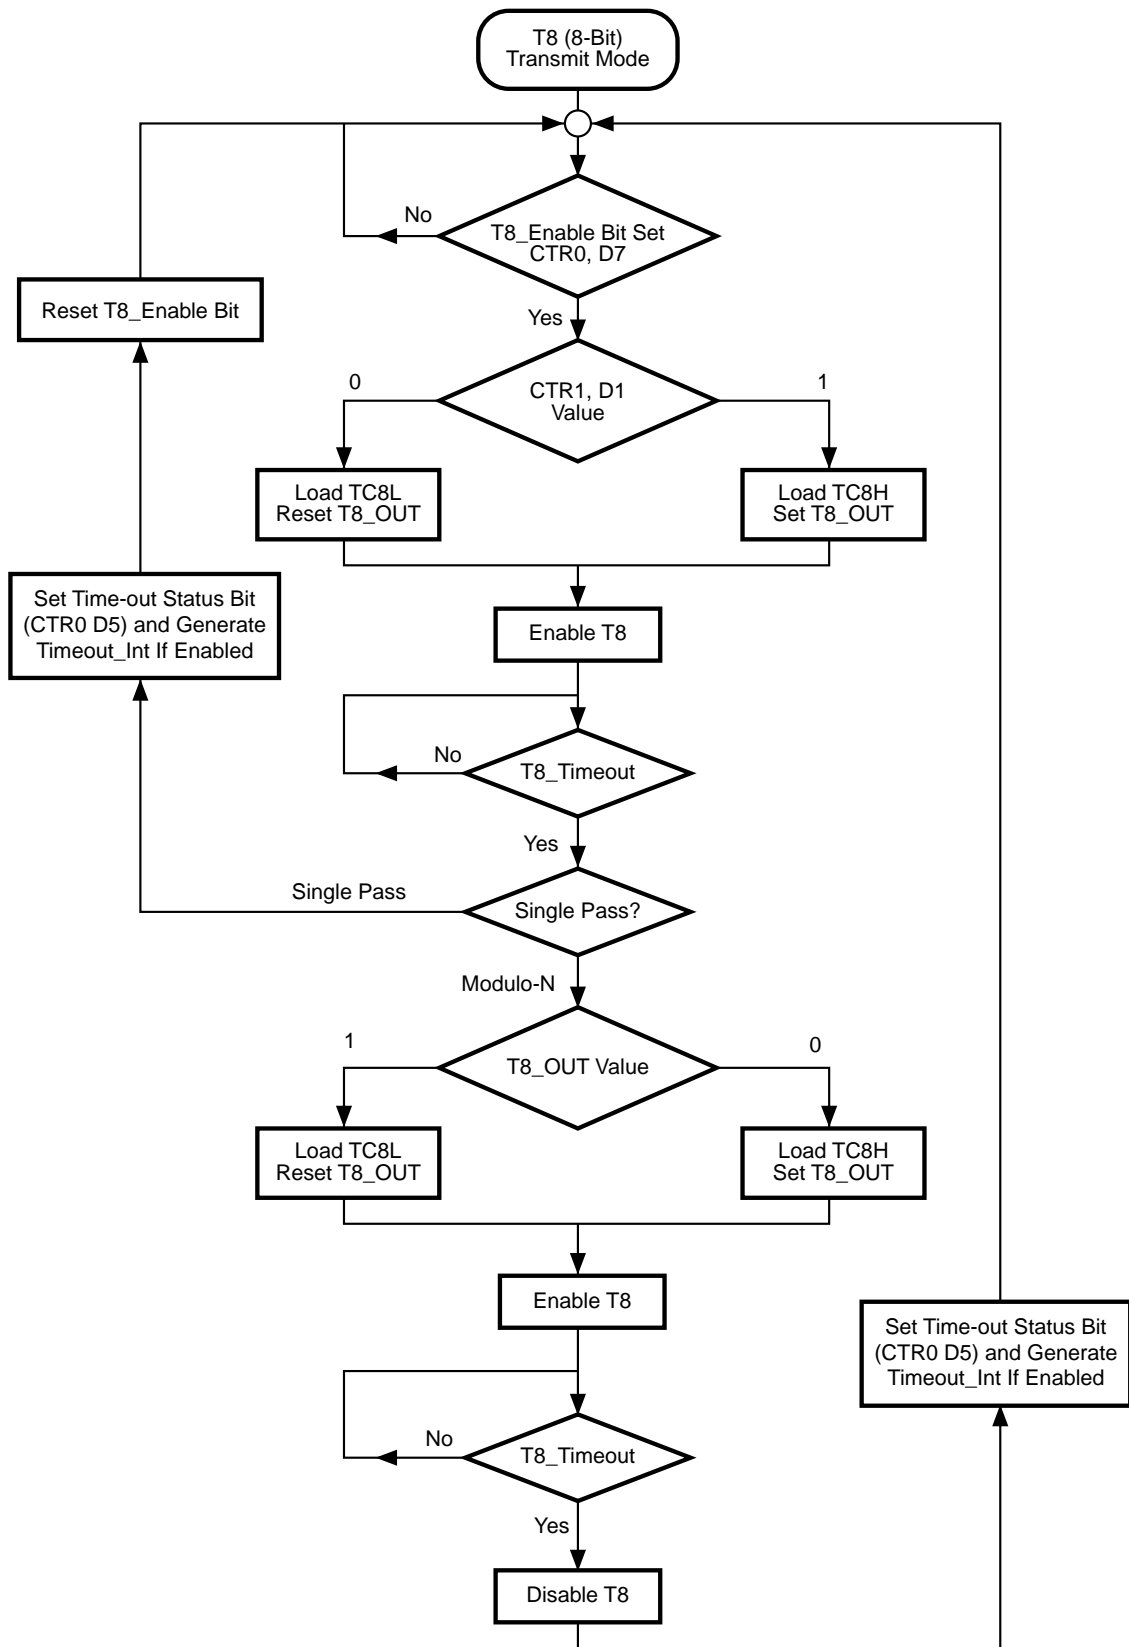 T8 (8-Bit)
Transmit Mode
No
T8_Enable Bit Set
CTR0, D7
Reset T8_Enable Bit
Yes
0
CTR1, D1
Value
1
Load TC8L
Reset T8_OUT
Load TC8H
Set T8_OUT
Set Time-out Status Bit
(CTR0 D5) and Generate
Timeout_Int If Enabled
Enable T8
No
T8_Timeout
Yes
Single Pass
Single Pass?
Modulo-N
1
T8_OUT Value
0
Load TC8L
Reset T8_OUT
Load TC8H
Set T8_OUT
Enable T8
Set Time-out Status Bit
(CTR0 D5) and Generate
Timeout_Int If Enabled
No
T8_Timeout
Yes
Disable T8